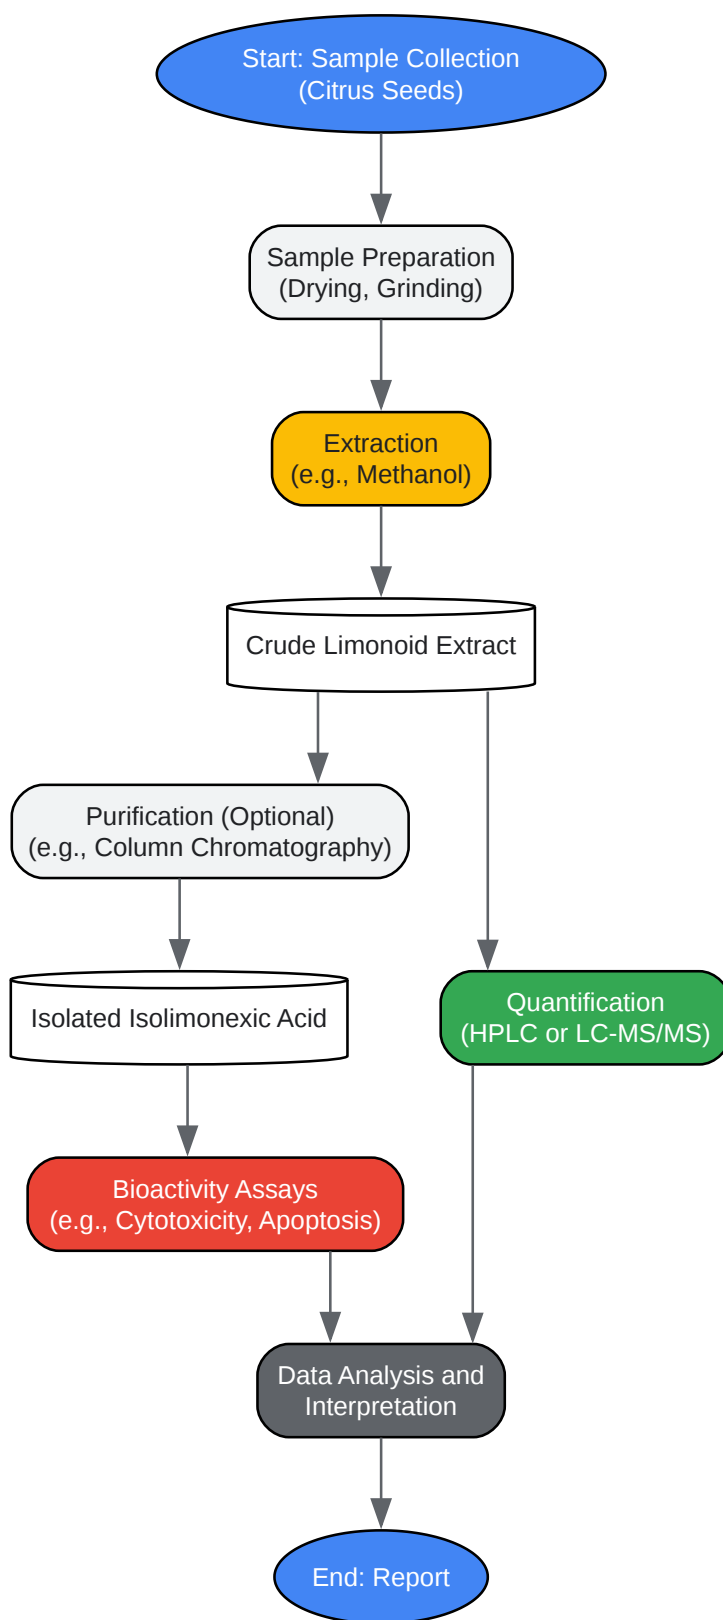 Start: Sample Collection
(Citrus Seeds)
Sample Preparation
(Drying, Grinding)
Extraction
(e.g., Methanol)
Crude Limonoid Extract
Purification (Optional)
(e.g., Column Chromatography)
Isolated Isolimonexic Acid
Quantification
(HPLC or LC-MS/MS)
Bioactivity Assays
(e.g., Cytotoxicity, Apoptosis)
Data Analysis and
Interpretation
End: Report